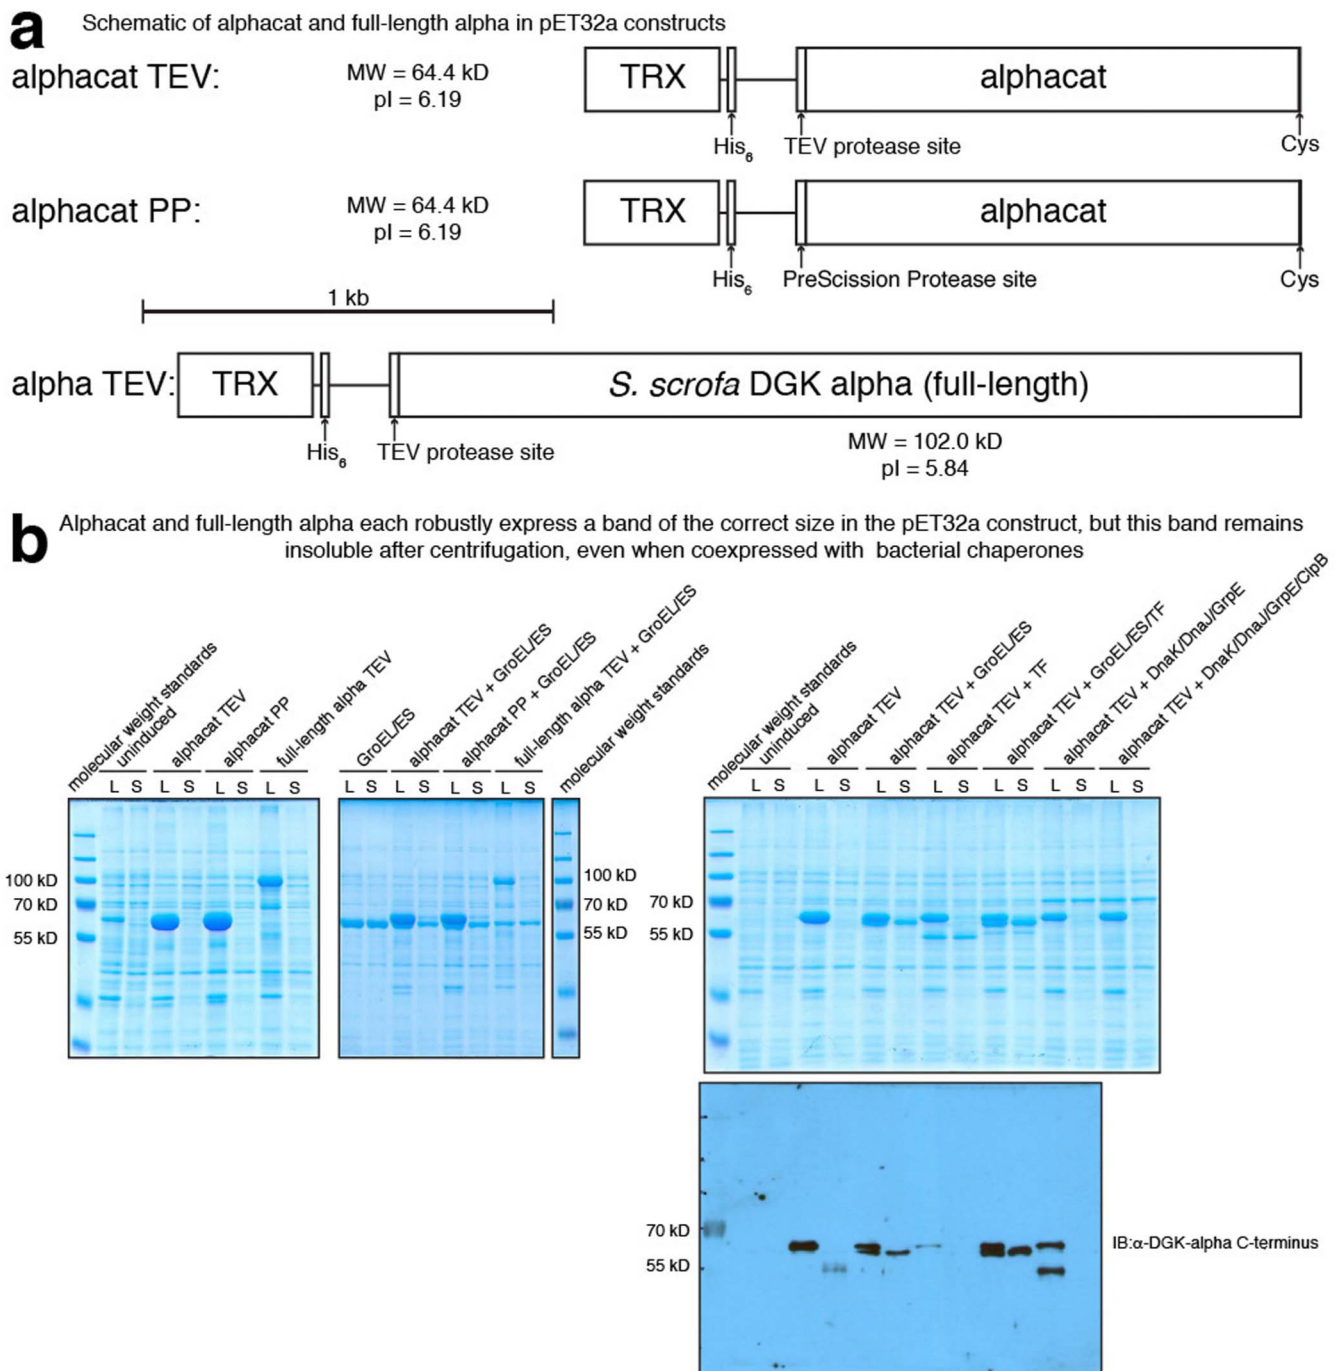 a Schematic of alphacat and full-length alpha in pET32a constructs
alphacat TEV:
MW = 64.4 kD
pI = 6.19
TRX
alphacat
His6
TEV protease site
Cys
alphacat PP:
MW = 64.4 kD
pI = 6.19
TRX
alphacat
His6
PreScission Protease site
Cys
1 kb
alpha TEV:
TRX
S. scrofa DGK alpha (full-length)
His6
TEV protease site
MW = 102.0 kD
pI = 5.84
b Alphacat and full-length alpha each robustly express a band of the correct size in the pET32a construct, but this band remains
insoluble after centrifugation, even when coexpressed with bacterial chaperones
molecular weight standards
uninduced
alphacat TEV
alphacat PP
full-length alpha TEV
L S L S L S L S
100 kD
70 kD
55 kD
GroEL/ES
alphacat TEV + GroEL/ES
alphacat PP + GroEL/ES
full-length alpha TEV + GroEL/ES
molecular weight standards
L S L S L S L S
100 kD
70 kD
55 kD
molecular weight standards
uninduced
alphacat TEV
alphacat TEV + GroEL/ES
alphacat TEV + TF
alphacat TEV + GroEL/ES/TF
alphacat TEV + DnaK/DnaJ/GrpE
alphacat TEV + DnaK/DnaJ/GrpE/ClpB
L S L S L S L S L S L S L S
70 kD
55 kD
70 kD
55 kD
IB:α-DGK-alpha C-terminus